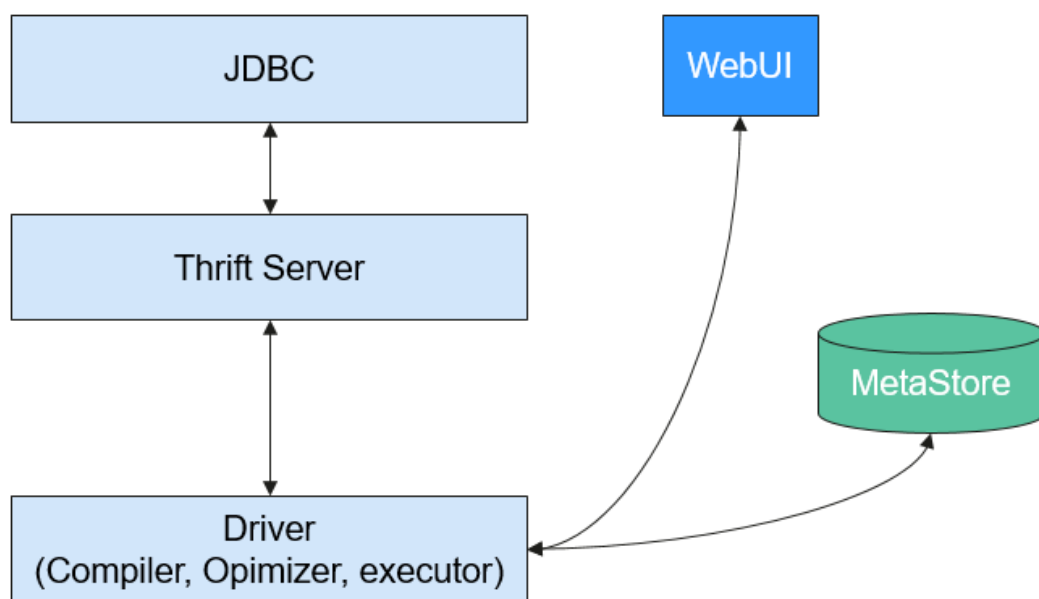 JDBC
WebUI
Thrift Server
MetaStore
Driver
(Compiler, Opimizer, executor)